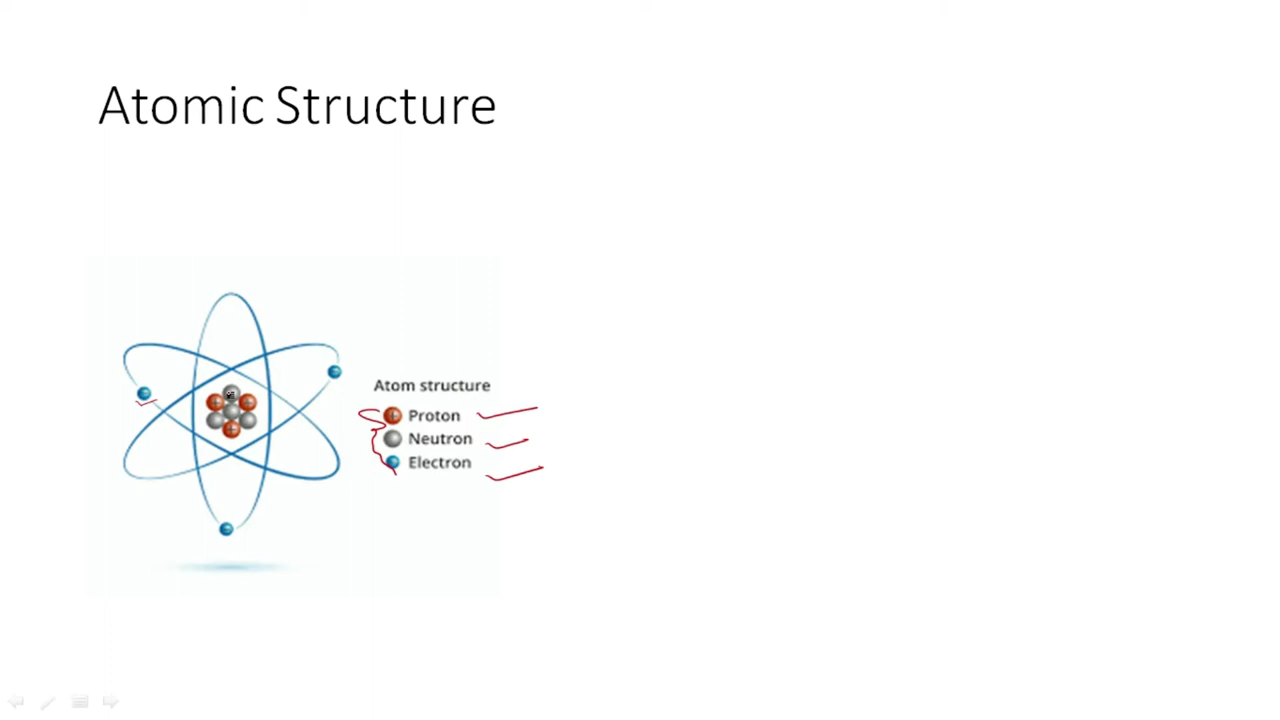 Atomic Structure
Atom structure
Proton
Neutron
Electron